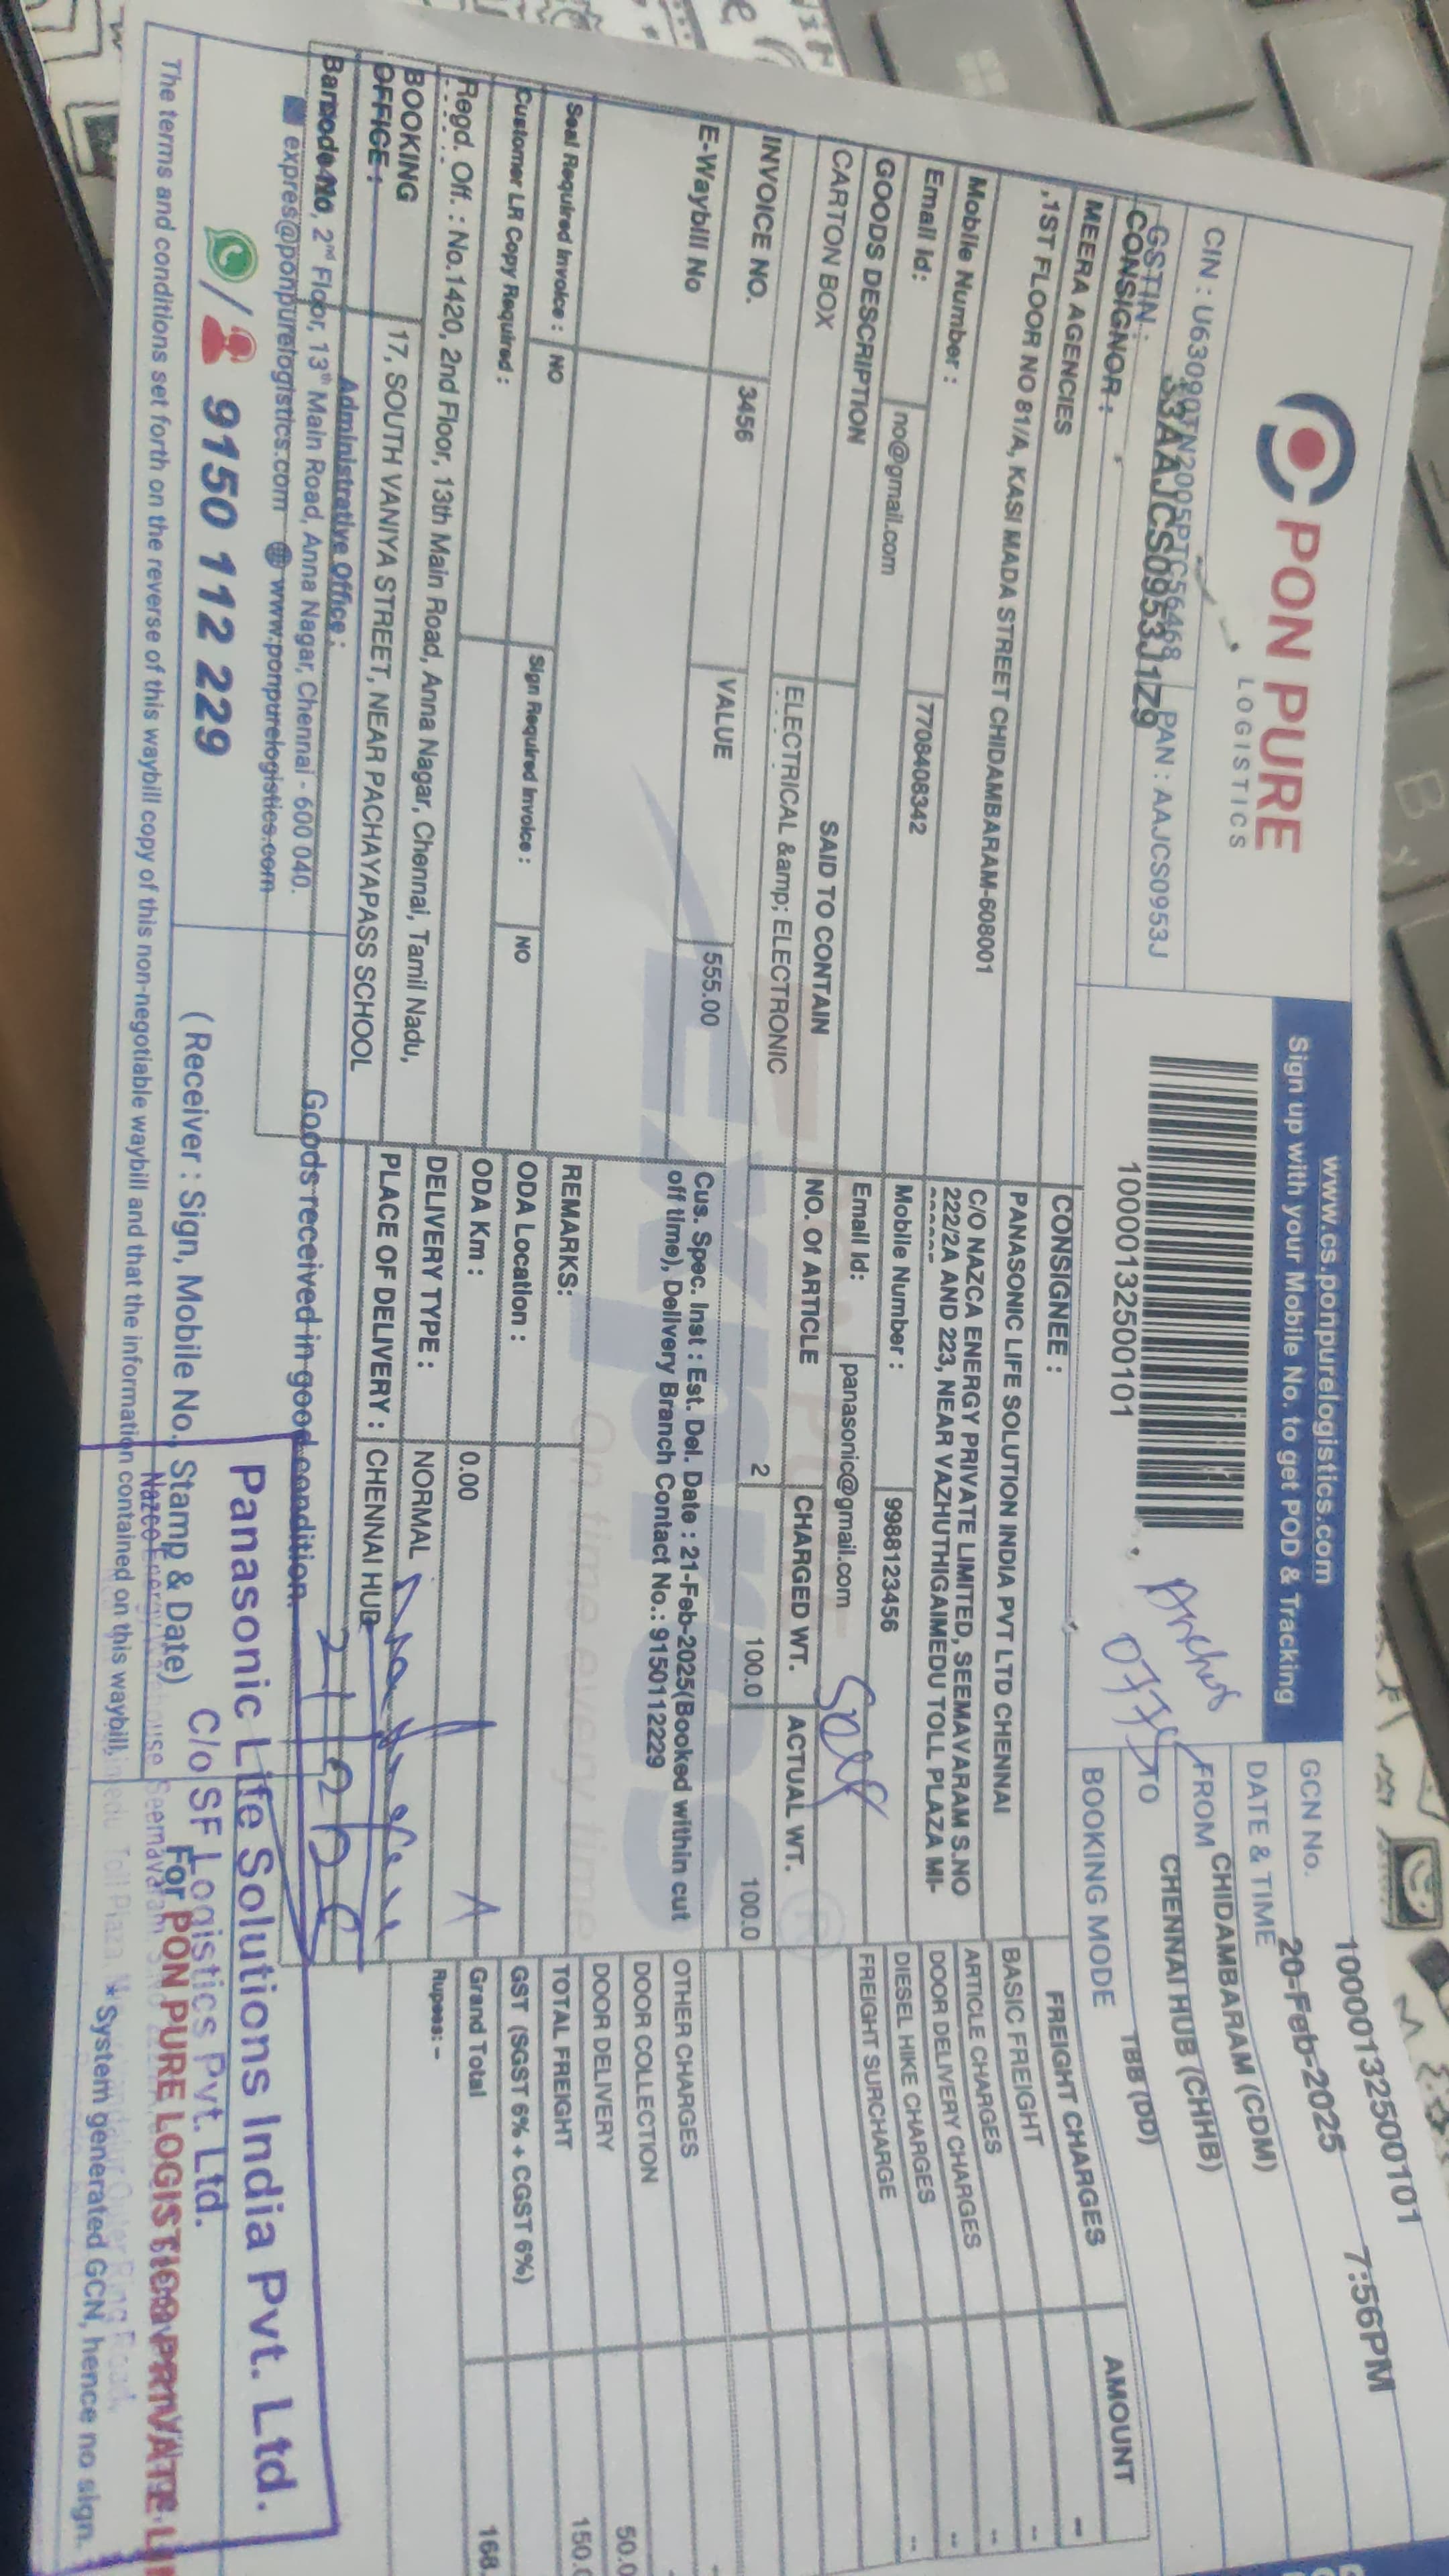 PON PURE
LOGISTICS
www.cs.ponpurelogistics.com
Sign up with your Mobile No. to get POD & Tracking
GCN No. 1000013250101
DATE & TIME 20-Feb-2025 7:56PM
FROM CHIDAMBARAM (CDM)
TO CHENNAI HUB (CHHB)
BOOKING MODE TBB (DD)
CIN : U63090TN2005PTC56468 PAN : AAJCS0953J
GSTIN : 33AAJCS0953J1Z9
1000013250101
CONSIGNOR :
MEERA AGENCIES
,1ST FLOOR NO 81/A, KASI MADA STREET CHIDAMBARAM-608001
Mobile Number : 7708408342
Email Id: no@gmail.com
CONSIGNEE :
PANASONIC LIFE SOLUTION INDIA PVT LTD CHENNAI
C/O NAZCA ENERGY PRIVATE LIMITED, SEEMAVARAM S.NO
222/2A AND 223, NEAR VAZHUTHIGAIMEDU TOLL PLAZA MI-
Mobile Number : 9988123456
Email Id: panasonic@gmail.com
FREIGHT CHARGES AMOUNT
BASIC FREIGHT --
ARTICLE CHARGES --
DOOR DELIVERY CHARGES --
DIESEL HIKE CHARGES --
FREIGHT SURCHARGE --
GOODS DESCRIPTION SAID TO CONTAIN NO. Of ARTICLE CHARGED WT. ACTUAL WT.
CARTON BOX ELECTRICAL &amp; ELECTRONIC 2 100.0 100.0
Self
INVOICE NO. 3456 VALUE 555.00
E-Waybill No
Cus. Spec. Inst : Est. Del. Date : 21-Feb-2025(Booked within cut
off time), Delivery Branch Contact No.: 9150112229
OTHER CHARGES
DOOR COLLECTION
DOOR DELIVERY 50.0
TOTAL FREIGHT 150.0
GST (SGST 6% + CGST 6%)
Grand Total 168.
Rupees:-
EXPRESS
On time every time
Seal Required Invoice : NO Sign Required Invoice : NO
Customer LR Copy Required :
REMARKS:
ODA Location :
ODA Km : 0.00
DELIVERY TYPE : NORMAL
PLACE OF DELIVERY : CHENNAI HUB
Regd. Off. : No.1420, 2nd Floor, 13th Main Road, Anna Nagar, Chennai, Tamil Nadu,
BOOKING
OFFICE : 17, SOUTH VANIYA STREET, NEAR PACHAYAPASS SCHOOL
Barcode No
Administrative Office :
2nd Floor, 13th Main Road, Anna Nagar, Chennai - 600 040.
expres@ponpurelogistics.com www.ponpurelogistics.com
9150 112 229
Goods received in good condition.
(Receiver : Sign, Mobile No., Stamp & Date)
Panasonic Life Solutions India Pvt. Ltd.
C/o SF Logistics Pvt. Ltd.
For PON PURE LOGISTICS PRIVATE LI
* System generated GCN, hence no sign.
The terms and conditions set forth on the reverse of this waybill copy of this non-negotiable waybill and that the information contained on this waybill,